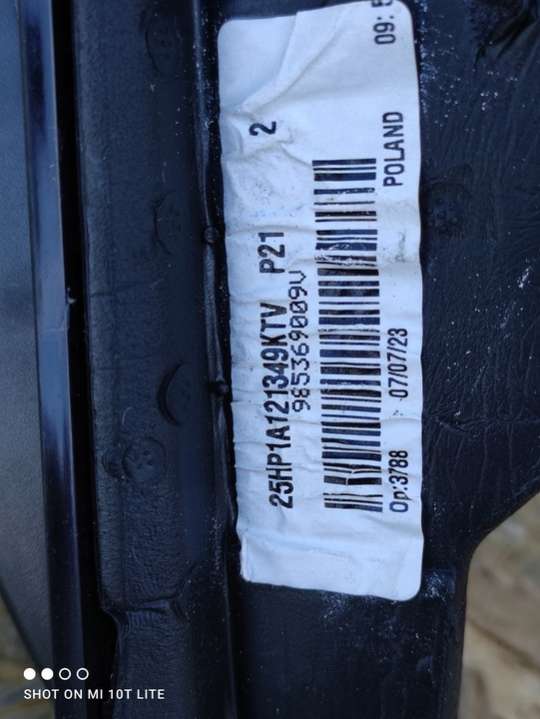 2
25HP1A121349KTV P21
985369009V
Op:3788 07/07/23 POLAND
09:
SHOT ON MI 10T LITE